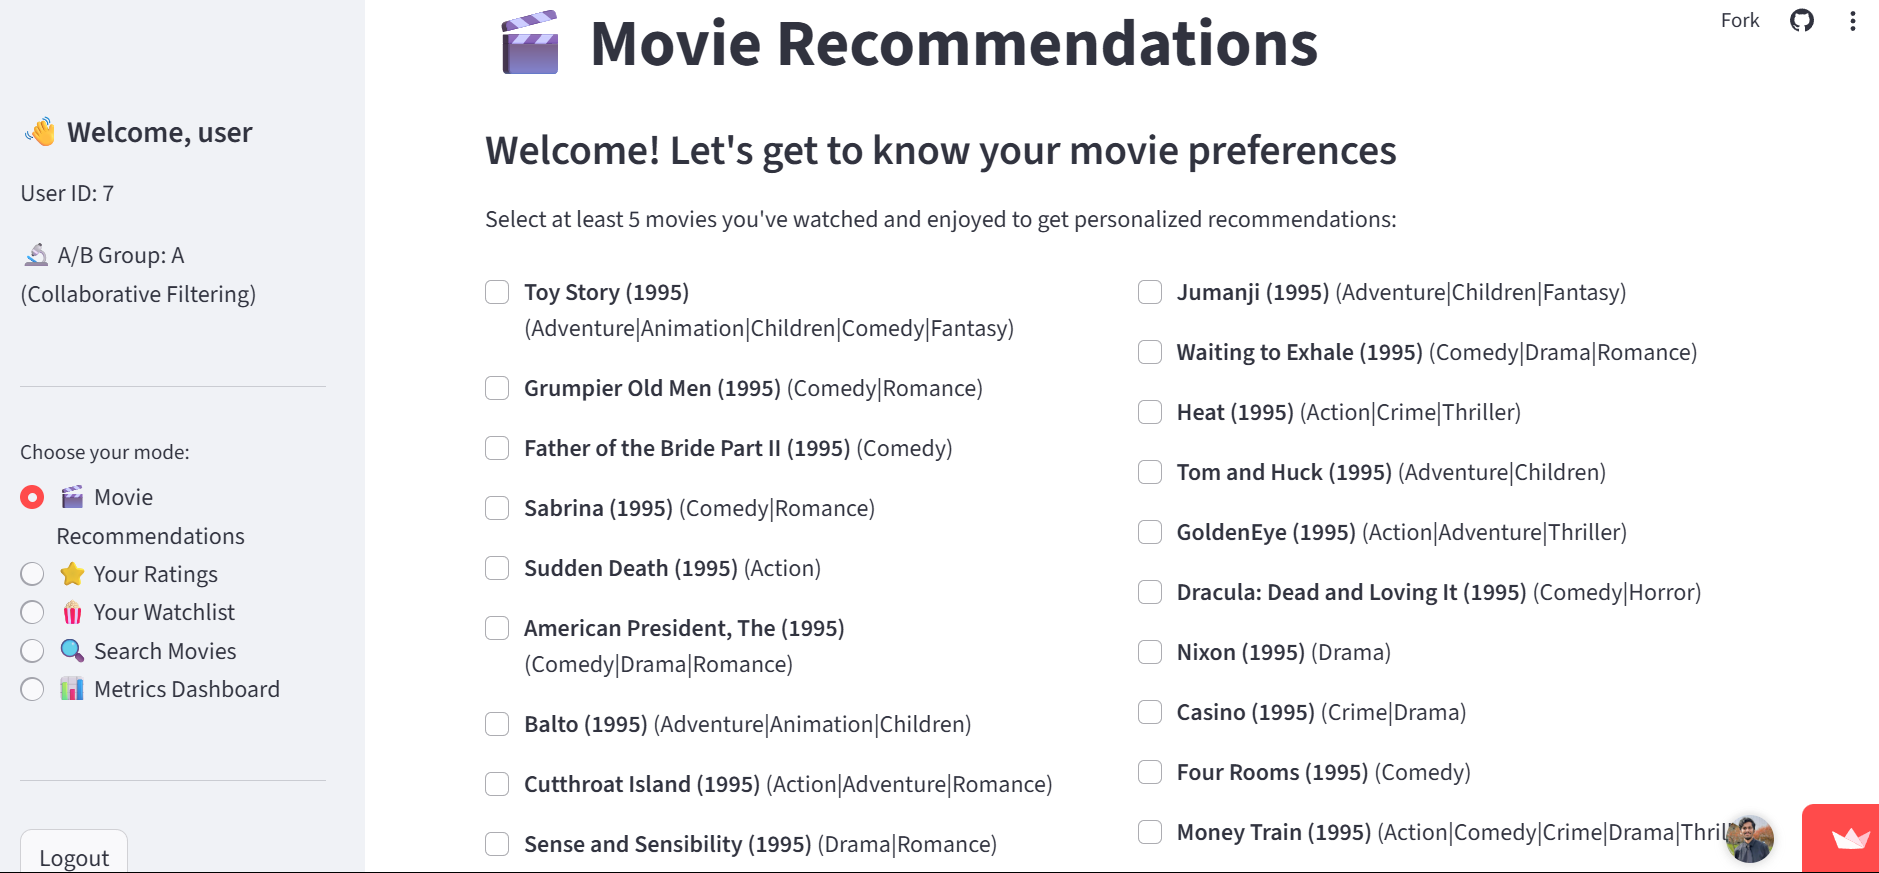 Fork
Movie Recommendations
Welcome, user
User ID: 7
A/B Group: A
(Collaborative Filtering)
Choose your mode:
Movie
Recommendations
Your Ratings
Your Watchlist
Search Movies
Metrics Dashboard
Logout
Welcome! Let's get to know your movie preferences
Select at least 5 movies you've watched and enjoyed to get personalized recommendations:
Toy Story (1995)
(Adventure|Animation|Children|Comedy|Fantasy)
Grumpier Old Men (1995) (Comedy|Romance)
Father of the Bride Part II (1995) (Comedy)
Sabrina (1995) (Comedy|Romance)
Sudden Death (1995) (Action)
American President, The (1995)
(Comedy|Drama|Romance)
Balto (1995) (Adventure|Animation|Children)
Cutthroat Island (1995) (Action|Adventure|Romance)
Sense and Sensibility (1995) (Drama|Romance)
Jumanji (1995) (Adventure|Children|Fantasy)
Waiting to Exhale (1995) (Comedy|Drama|Romance)
Heat (1995) (Action|Crime|Thriller)
Tom and Huck (1995) (Adventure|Children)
GoldenEye (1995) (Action|Adventure|Thriller)
Dracula: Dead and Loving It (1995) (Comedy|Horror)
Nixon (1995) (Drama)
Casino (1995) (Crime|Drama)
Four Rooms (1995) (Comedy)
Money Train (1995) (Action|Comedy|Crime|Drama|